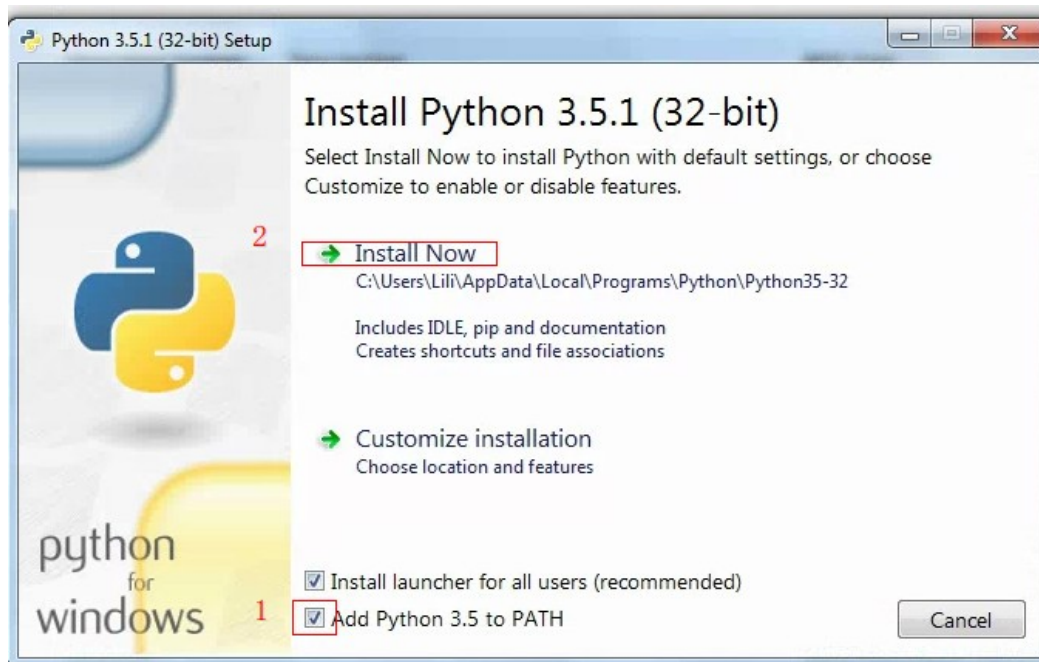 Python 3.5.1 (32-bit) Setup
Install Python 3.5.1 (32-bit)
Select Install Now to install Python with default settings, or choose
Customize to enable or disable features.
2
Install Now
C:\Users\Lili\AppData\Local\Programs\Python\Python35-32
Includes IDLE, pip and documentation
Creates shortcuts and file associations
Customize installation
Choose location and features
python
for
windows
Install launcher for all users (recommended)
1
Add Python 3.5 to PATH
Cancel